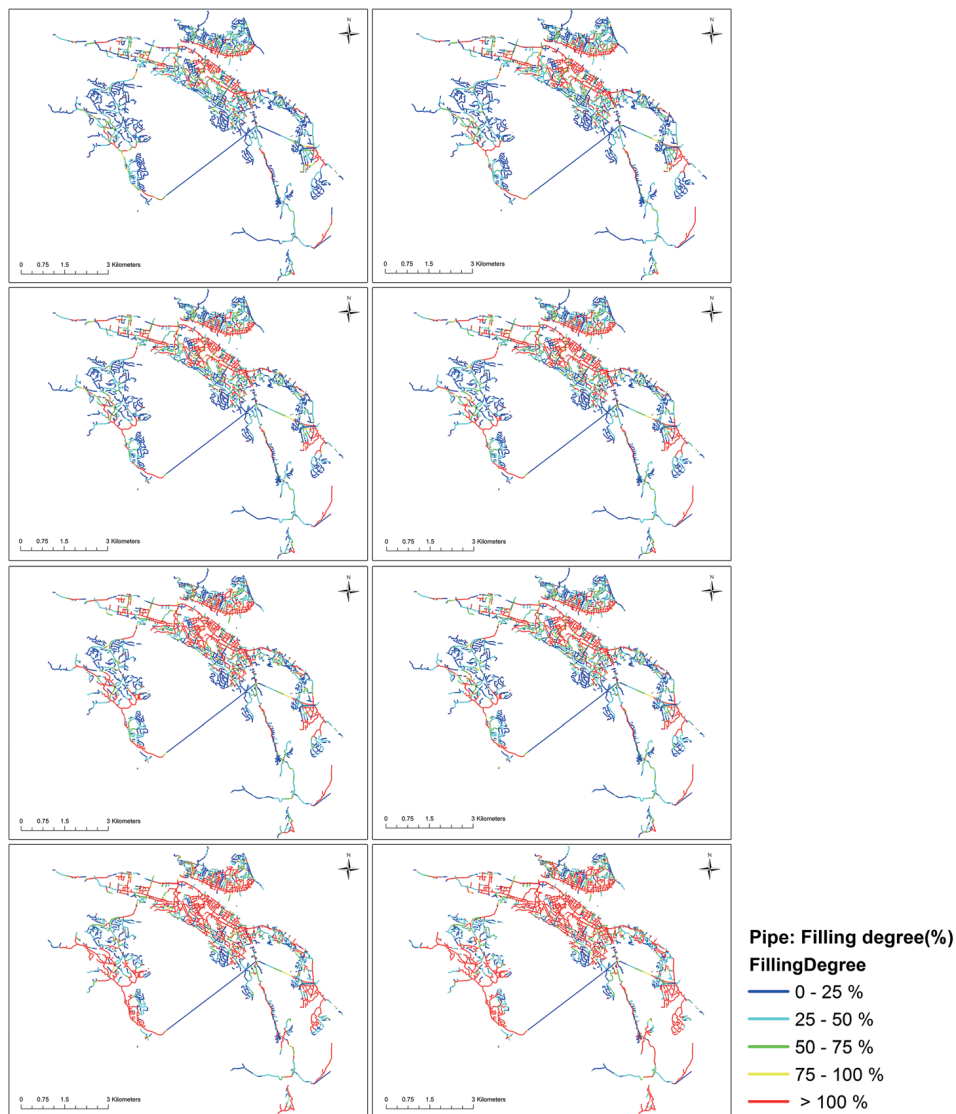 N
0 0.75 1.5 3 Kilometers
N
0 0.75 1.5 3 Kilometers
N
0 0.75 1.5 3 Kilometers
N
0 0.75 1.5 3 Kilometers
N
0 0.75 1.5 3 Kilometers
N
0 0.75 1.5 3 Kilometers
N
0 0.75 1.5 3 Kilometers
N
0 0.75 1.5 3 Kilometers
Pipe: Filling degree(%)
FillingDegree
0 - 25 %
25 - 50 %
50 - 75 %
75 - 100 %
> 100 %